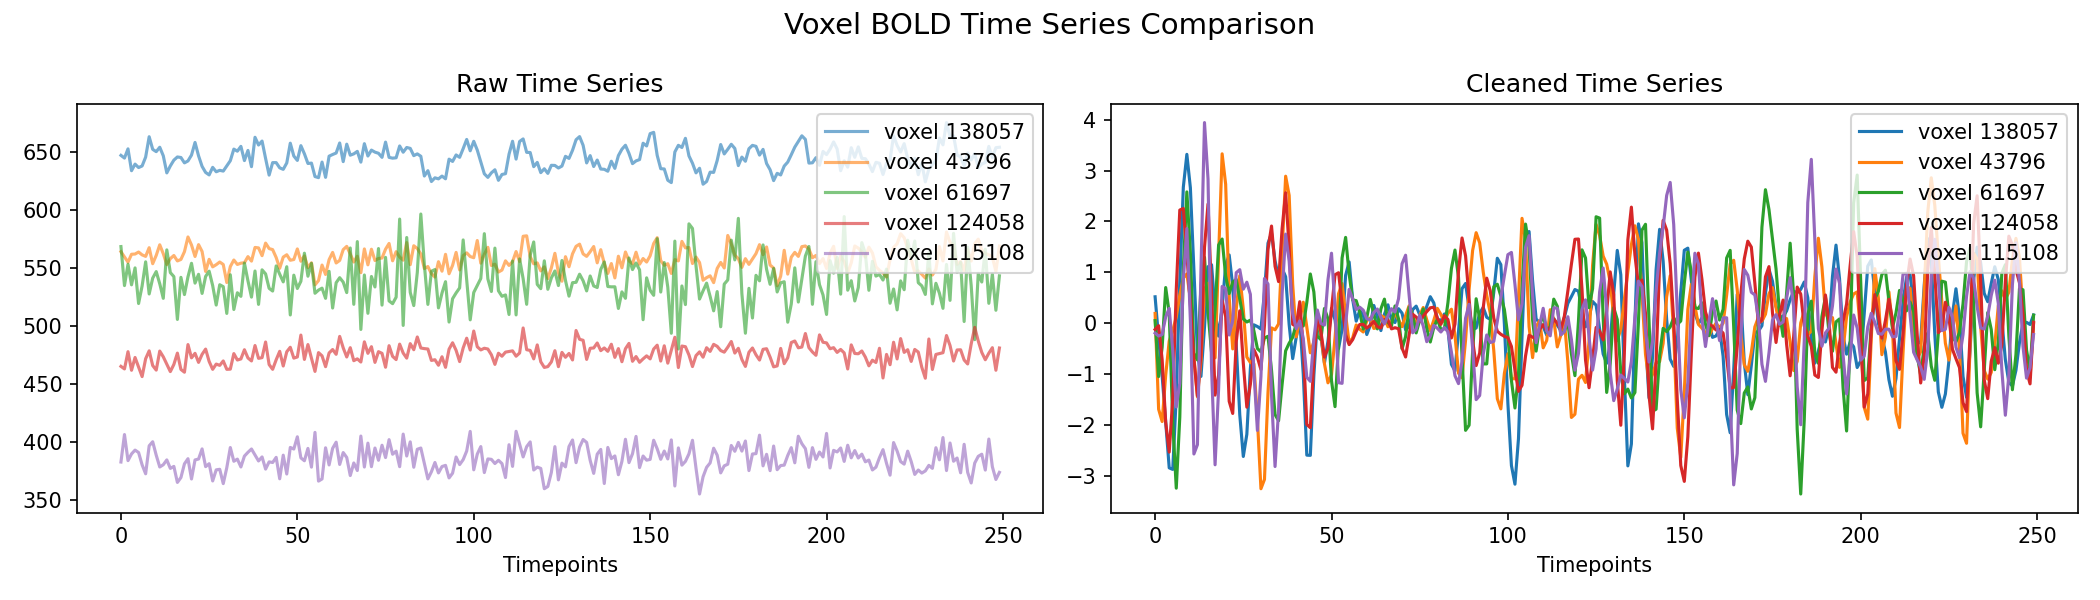 Voxel BOLD Time Series Comparison
Raw Time Series
650
600
550
500
450
400
350
0
50
100
150
200
250
Timepoints
voxel 138057
voxel 43796
voxel 61697
voxel 124058
voxel 115108
Cleaned Time Series
4
3
2
1
0
−1
−2
−3
0
50
100
150
200
250
Timepoints
voxel 138057
voxel 43796
voxel 61697
voxel 124058
voxel 115108